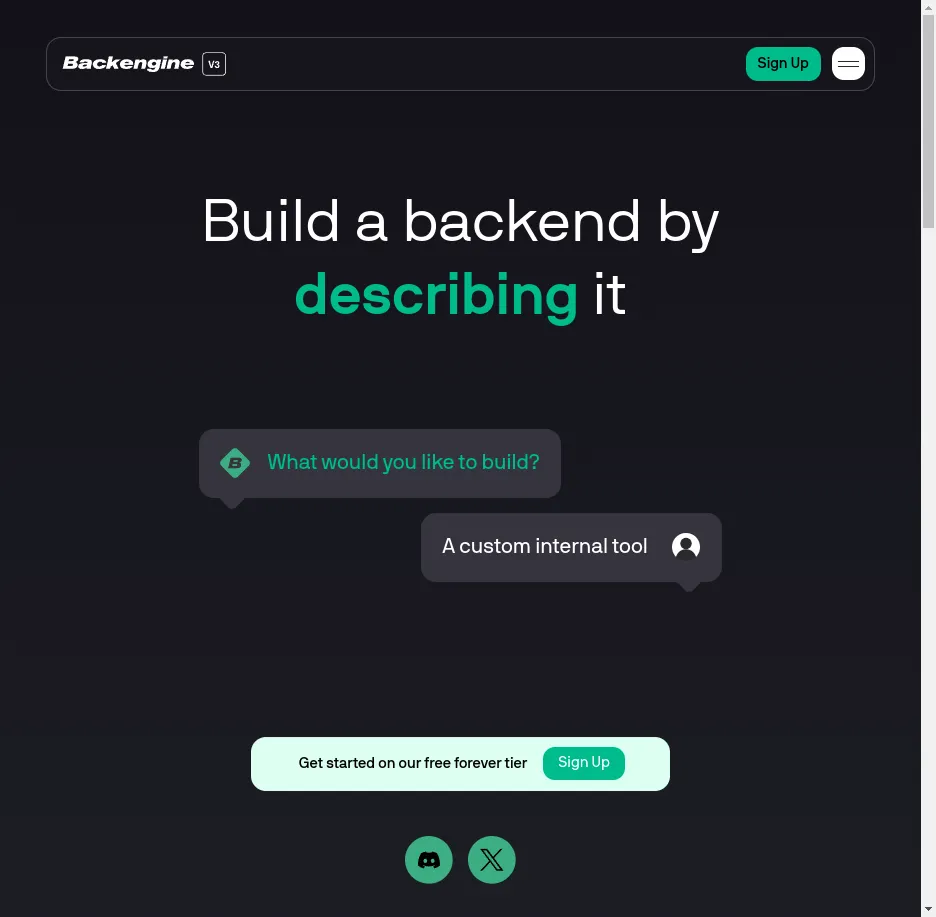 Backengine V3
Sign Up
Build a backend by
describing it
B What would you like to build?
A custom internal tool
Get started on our free forever tier
Sign Up